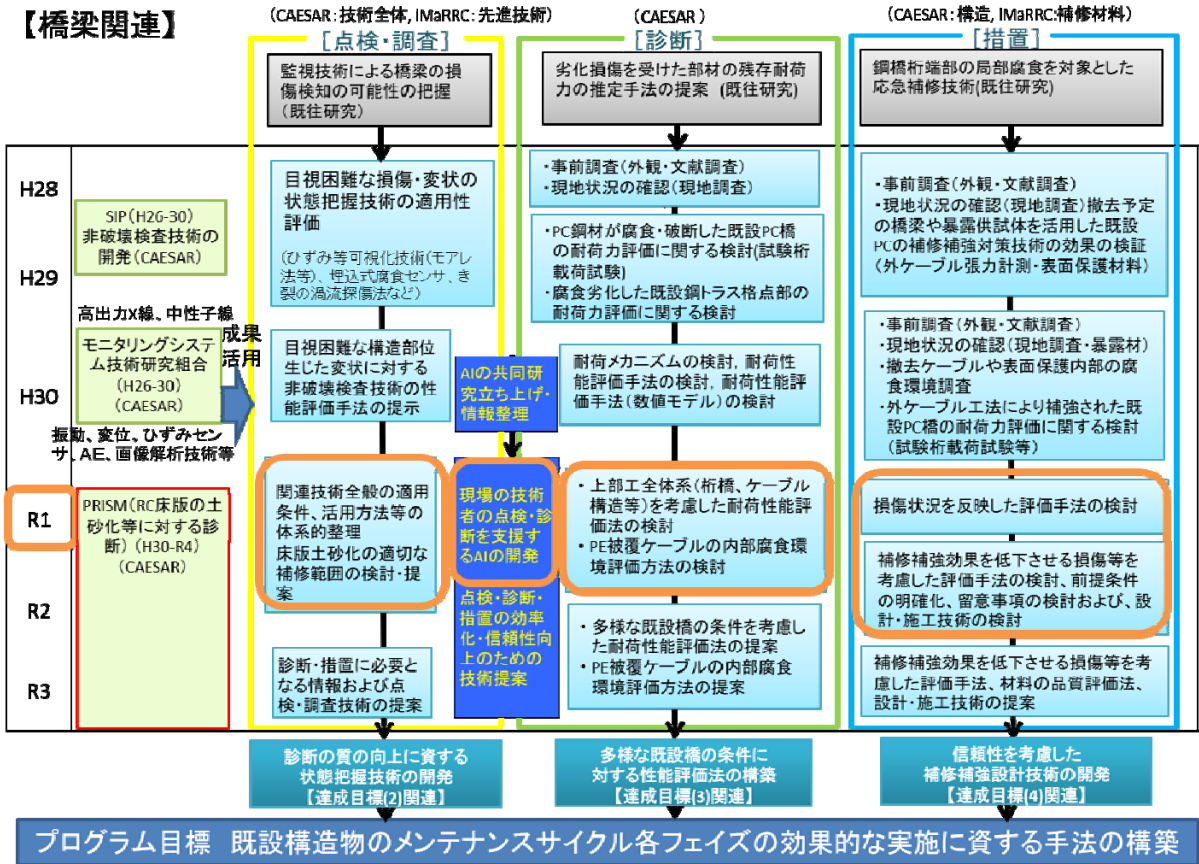 【橋梁関連】
(CAESAR:技術全体, IMaRRC:先進技術)
[点検・調査]
監視技術による橋梁の損
傷検知の可能性の把握
(既往研究)
(CAESAR)
[診断]
劣化損傷を受けた部材の残存耐荷
力の推定手法の提案 (既往研究)
(CAESAR:構造, IMaRRC:補修材料)
[措置]
鋼橋桁端部の局部腐食を対象とした
応急補修技術(既往研究)
H28
H29
H30
R1
R2
R3
SIP(H26-30)
非破壊検査技術の
開発(CAESAR)
高出力X線、中性子線
モニタリングシステ
ム技術研究組合
(H26-30)
(CAESAR)
成果
活用
振動、変位、ひずみセン
サ、AE、画像解析技術等
PRISM(RC床版の土
砂化等に対する診
断)(H30-R4)
(CAESAR)
目視困難な損傷・変状の
状態把握技術の適用性
評価
(ひずみ等可視化技術(モアレ
法等)、埋込式腐食センサ、き
裂の渦流探傷法など)
目視困難な構造部位
生じた変状に対する
非破壊検査技術の性
能評価手法の提示
関連技術全般の適用
条件、活用方法等の
体系的整理
床版土砂化の適切な
補修範囲の検討・提
案
診断・措置に必要と
なる情報および点
検・調査技術の提案
AIの共同研
究立ち上げ・
情報整理
現場の技術
者の点検・診
断を支援す
るAIの開発
点検・診断・
措置の効率
化・信頼性向
上のための
技術提案
・事前調査(外観・文献調査)
・現地状況の確認(現地調査)
・PC鋼材が腐食・破断した既設PC橋
の耐荷力評価に関する検討(試験桁
載荷試験)
・腐食劣化した既設鋼トラス格点部の
耐荷力評価に関する検討
耐荷メカニズムの検討, 耐荷性
能評価手法の検討, 耐荷性能評
価手法(数値モデル)の検討
・上部工全体系(桁橋、ケーブル
構造等)を考慮した耐荷性能評
価法の検討
・PE被覆ケーブルの内部腐食環
境評価方法の検討
・多様な既設橋の条件を考慮し
た耐荷性能評価法の提案
・PE被覆ケーブルの内部腐食
環境評価方法の提案
・事前調査(外観・文献調査)
・現地状況の確認(現地調査)撤去予定
の橋梁や暴露供試体を活用した既設
PCの補修補強対策技術の効果の検証
(外ケーブル張力計測・表面保護材料)
・事前調査(外観・文献調査)
・現地状況の確認(現地調査・暴露材)
・撤去ケーブルや表面保護内部の腐
食環境調査
・外ケーブル工法により補強された既
設PC橋の耐荷力評価に関する検討
(試験桁載荷試験等)
損傷状況を反映した評価手法の検討
補修補強効果を低下させる損傷等を
考慮した評価手法の検討、前提条件
の明確化、留意事項の検討および、設
計・施工技術の検討
補修補強効果を低下させる損傷等を考
慮した評価手法、材料の品質評価法、
設計・施工技術の提案
診断の質の向上に資する
状態把握技術の開発
【達成目標(2)関連】
多様な既設橋の条件に
対する性能評価法の構築
【達成目標(3)関連】
信頼性を考慮した
補修補強設計技術の開発
【達成目標(4)関連】
プログラム目標 既設構造物のメンテナンスサイクル各フェイズの効果的な実施に資する手法の構築